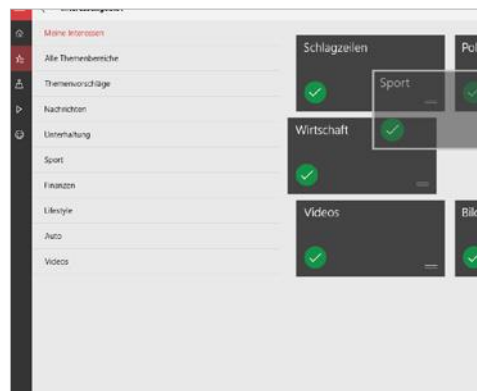 Meine Interessen
Alle Themenbereiche
Themenvorschläge
Nachrichten
Unterhaltung
Sport
Finanzen
Lifestyle
Auto
Videos
Schlagzeilen
Sport
Wirtschaft
Videos